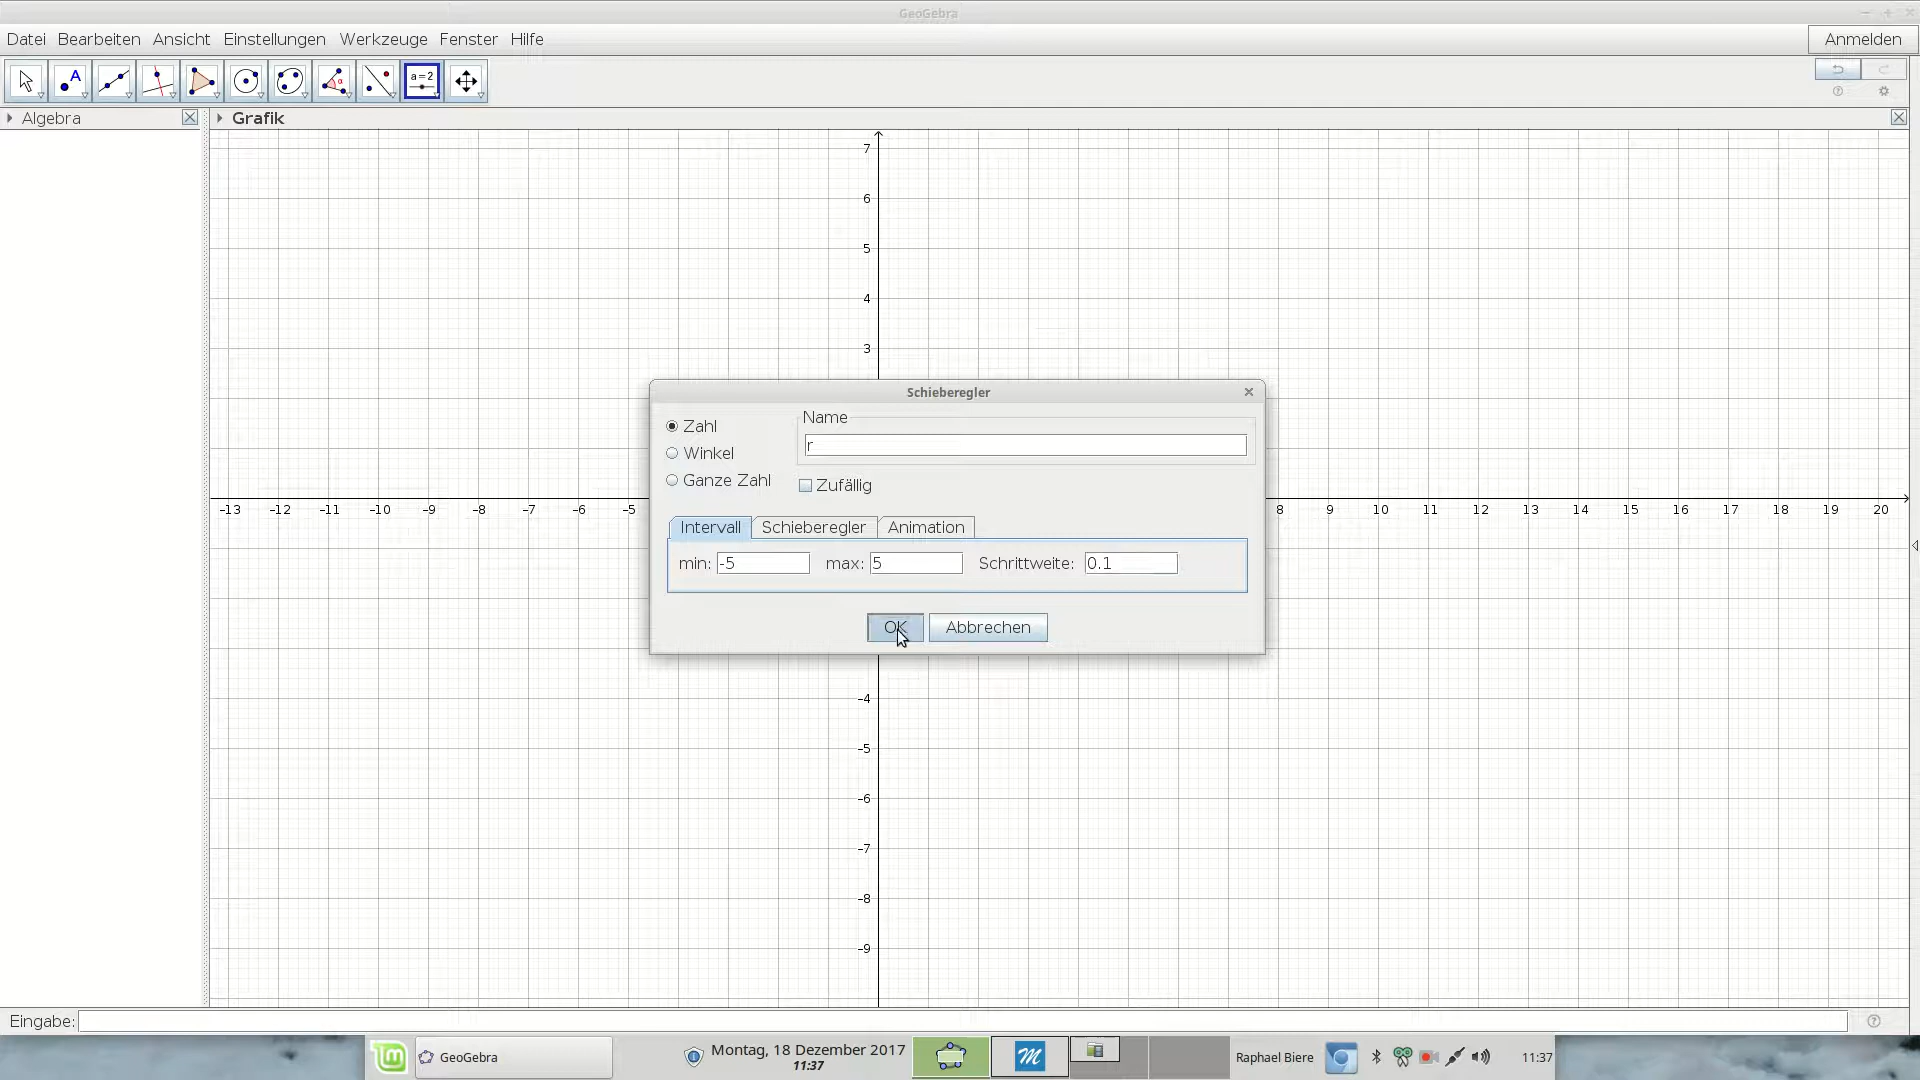 GeoGebra
Datei Bearbeiten Ansicht Einstellungen Werkzeuge Fenster Hilfe Anmelden
A
α
a=2
Algebra Grafik
7
6
5
4
3
Schieberegler
Zahl
Winkel
Ganze Zahl
Name
r
Zufällig
-13 -12 -11 -10 -9 -8 -7 -6 -5 8 9 10 11 12 13 14 15 16 17 18 19 20
Intervall Schieberegler Animation
min: -5 max: 5 Schrittweite: 0.1
OK Abbrechen
-4
-5
-6
-7
-8
-9
Eingabe:
GeoGebra
Montag, 18 Dezember 2017
11:37
Raphael Biere
11:37